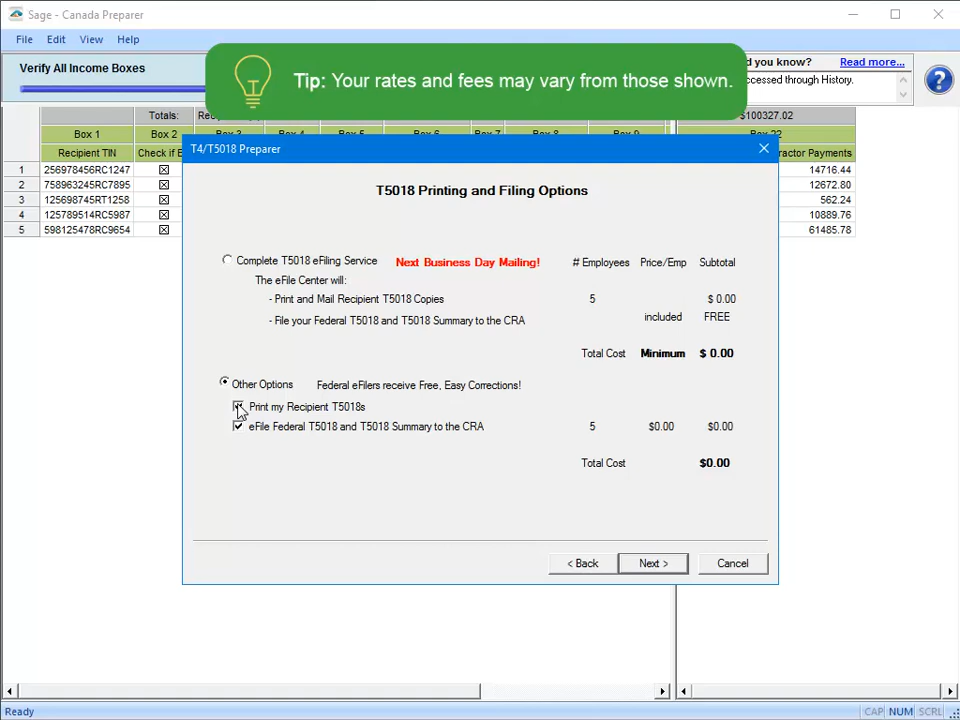 Sage - Canada Preparer
File Edit View Help
Verify All Income Boxes
Tip: Your rates and fees may vary from those shown.
you know? Read more...
ccessed through History.
Totals: $100327.02
Box 1 Box 2 Box 22
Recipient TIN Check if E ractor Payments
1 256978456RC1247 14716.44
2 758963245RC7895 12672.80
3 125698745RT1258 562.24
4 125789514RC5987 10889.76
5 598125478RC9654 61485.78
T4/T5018 Preparer
T5018 Printing and Filing Options
Complete T5018 eFiling Service Next Business Day Mailing! # Employees Price/Emp Subtotal
The eFile Center will:
- Print and Mail Recipient T5018 Copies 5 $ 0.00
- File your Federal T5018 and T5018 Summary to the CRA included FREE
Total Cost Minimum $ 0.00
Other Options Federal eFilers receive Free, Easy Corrections!
Print my Recipient T5018s
eFile Federal T5018 and T5018 Summary to the CRA 5 $0.00 $0.00
Total Cost $0.00
< Back Next > Cancel
Ready CAP NUM SCRL